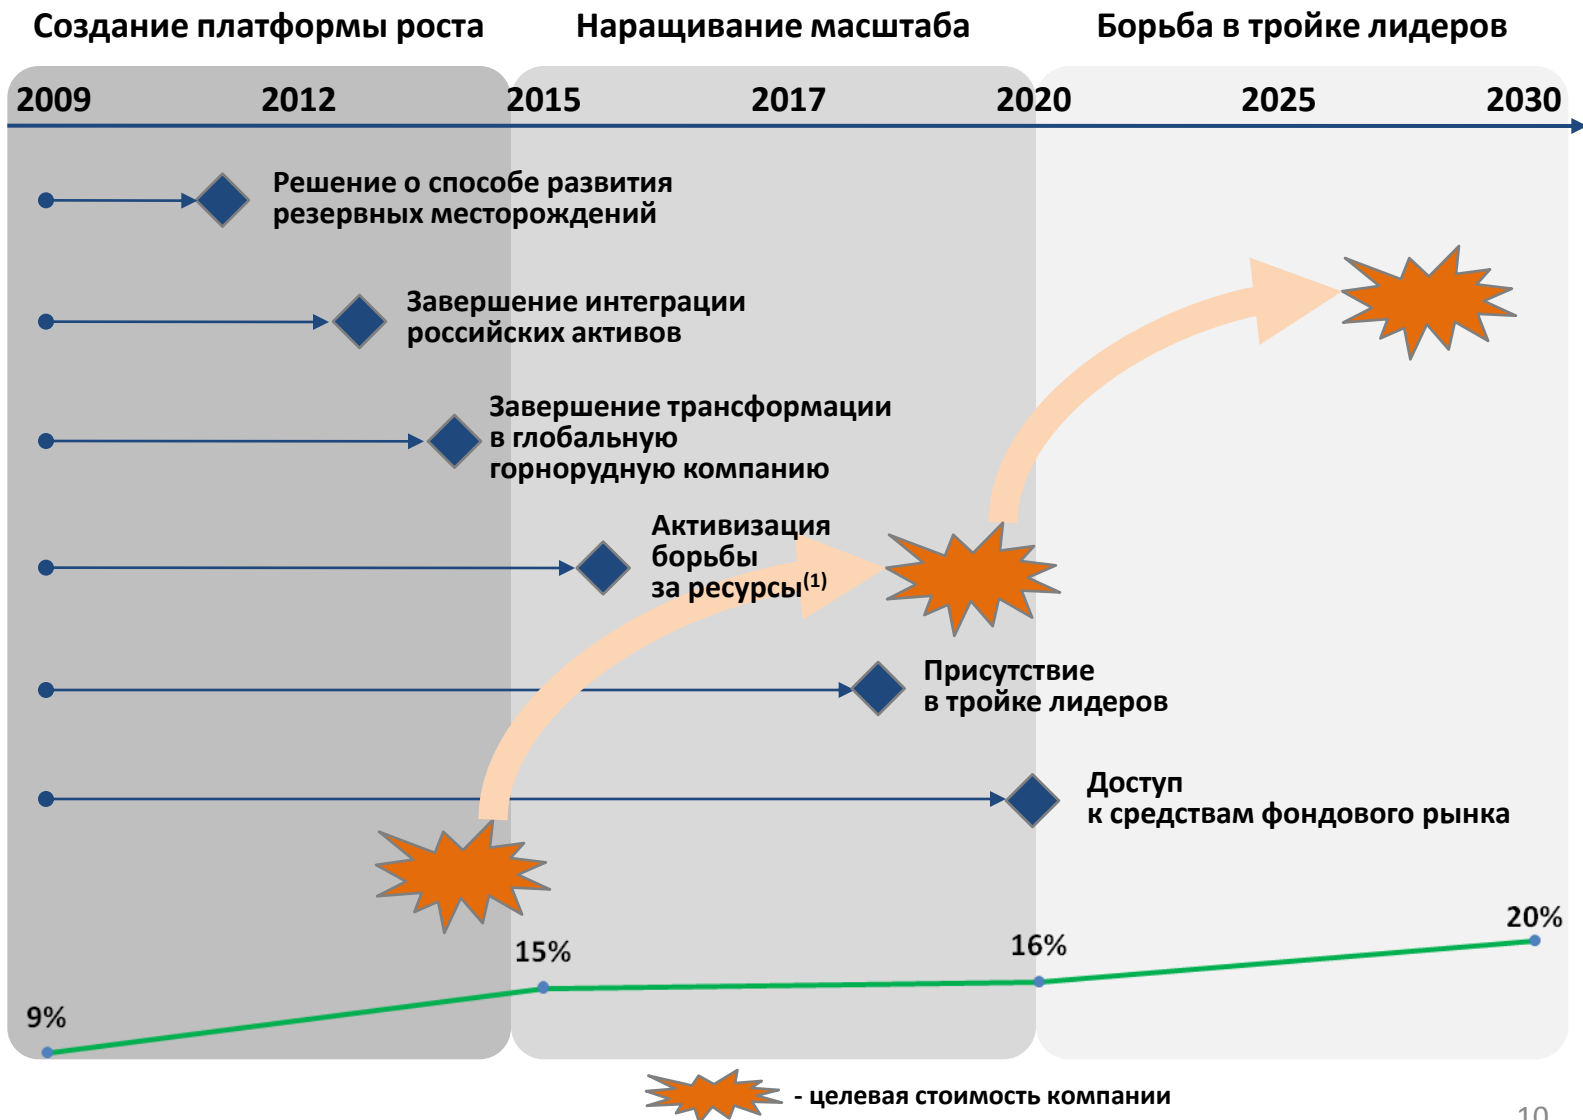 Создание платформы роста
Наращивание масштаба
Борьба в тройке лидеров
2009 2012 2015 2017 2020 2025 2030
Решение о способе развития
резервных месторождений
Завершение интеграции
российских активов
Завершение трансформации
в глобальную
горнорудную компанию
Активизация
борьбы
за ресурсы(1)
Присутствие
в тройке лидеров
Доступ
к средствам фондового рынка
9%
15%
16%
20%
- целевая стоимость компании
10